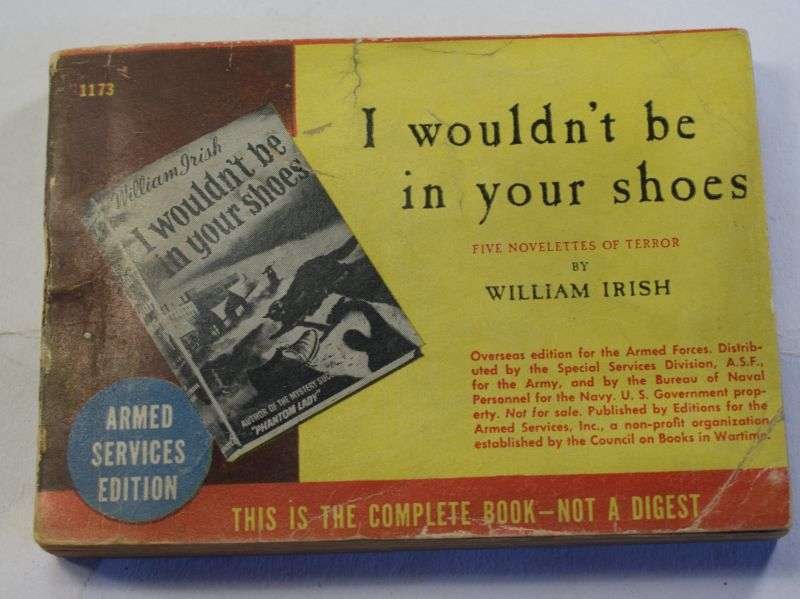 1173
I wouldn't be
in your shoes
FIVE NOVELETTES OF TERROR
BY
WILLIAM IRISH
William Irish
I wouldn't be
in your shoes
AUTHOR OF THE MYSTERY
"PHANTOM LADY"
Overseas edition for the Armed Forces. Distrib-
uted by the Special Services Division, A.S.F.,
for the Army, and by the Bureau of Naval
Personnel for the Navy. U. S. Government prop-
erty. Not for sale. Published by Editions for the
Armed Services, Inc., a non-profit organization
established by the Council on Books in Wartime.
ARMED
SERVICES
EDITION
THIS IS THE COMPLETE BOOK—NOT A DIGEST